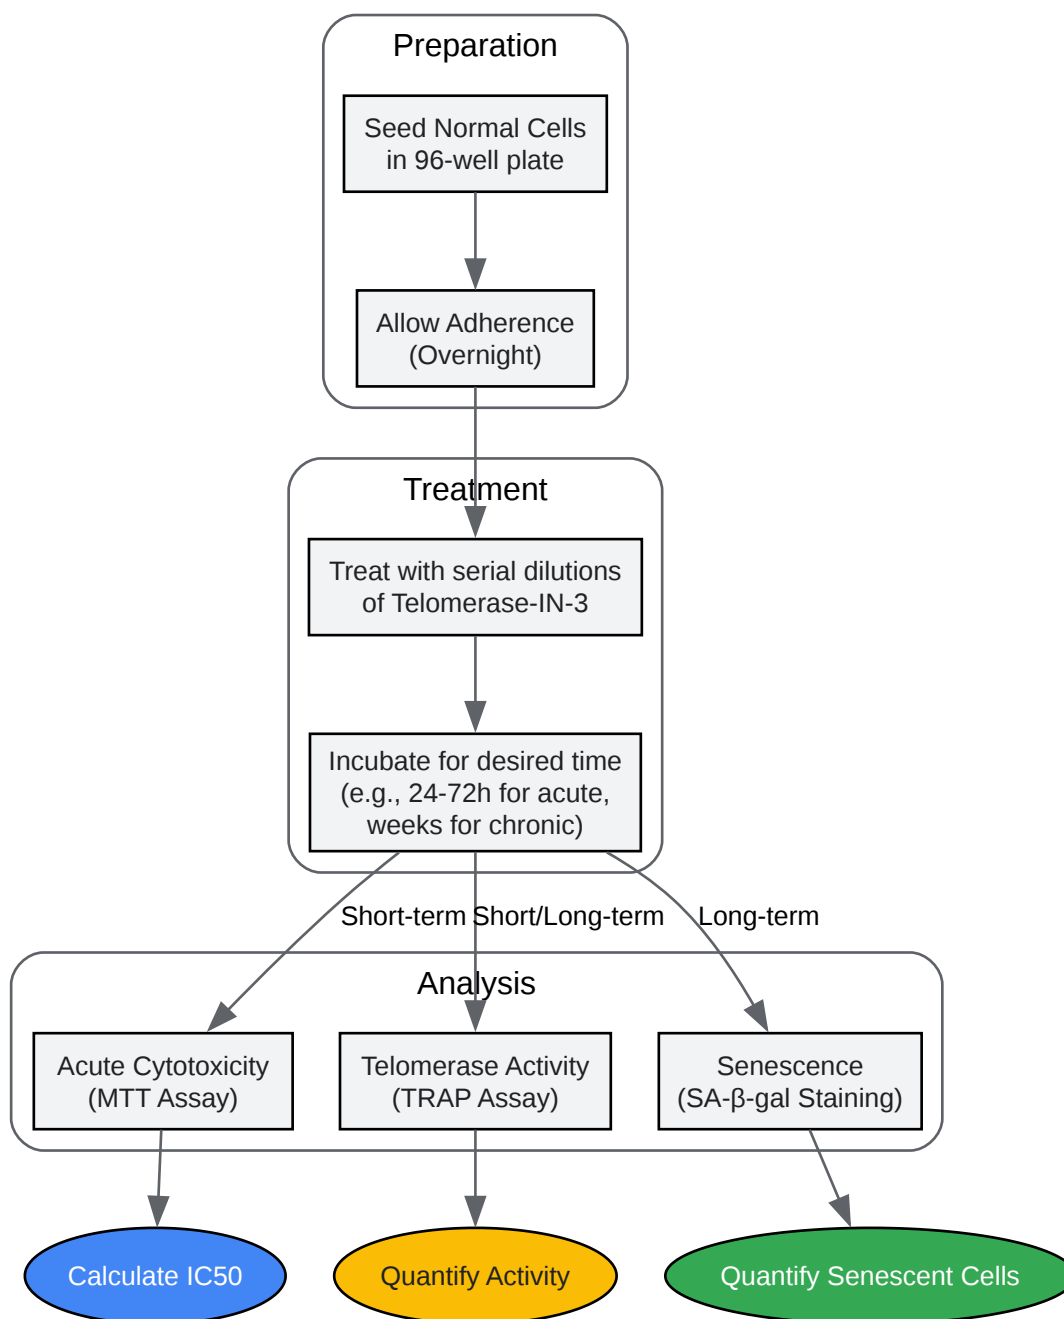 Preparation
Seed Normal Cells
in 96-well plate
Allow Adherence
(Overnight)
Treatment
Treat with serial dilutions
of Telomerase-IN-3
Incubate for desired time
(e.g., 24-72h for acute,
weeks for chronic)
Short-term
Short/Long-term
Long-term
Analysis
Acute Cytotoxicity
(MTT Assay)
Telomerase Activity
(TRAP Assay)
Senescence
(SA-β-gal Staining)
Calculate IC50
Quantify Activity
Quantify Senescent Cells